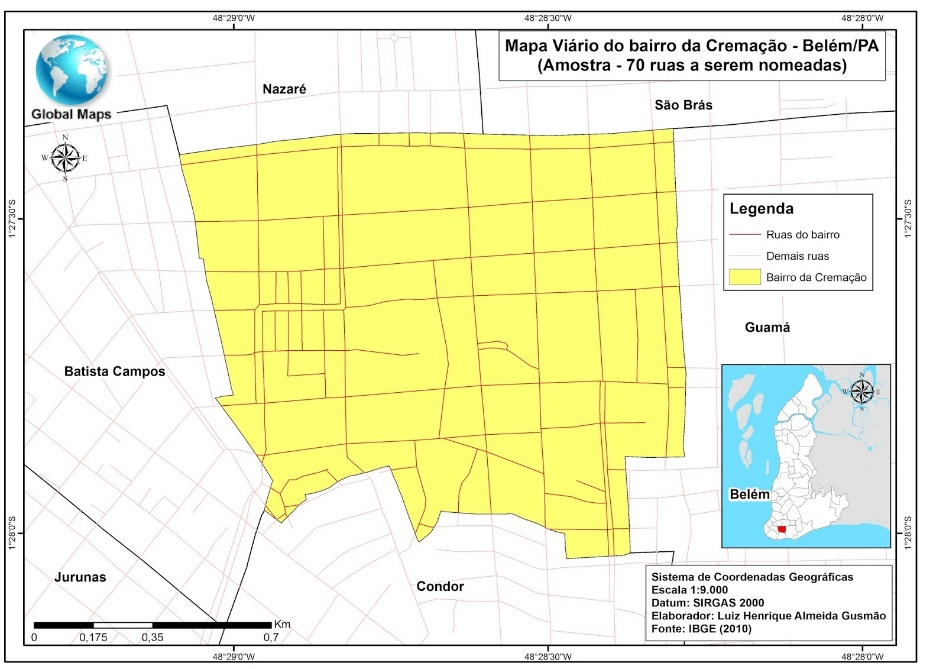 48°29'0"W
48°28'30"W
48°28'0"W
Mapa Viário do bairro da Cremação - Belém/PA
(Amostra - 70 ruas a serem nomeadas)
Global Maps
Nazaré
São Brás
N
W
E
S
1°27'30"S
1°27'30"S
Legenda
Ruas do bairro
Demais ruas
Bairro da Cremação
Guamá
Batista Campos
N
W
E
S
Belém
1°28'0"S
1°28'0"S
Jurunas
Condor
Sistema de Coordenadas Geográficas
Escala 1:9.000
Datum: SIRGAS 2000
Elaborador: Luiz Henrique Almeida Gusmão
Fonte: IBGE (2010)
Km
0 0,175 0,35 0,7
48°29'0"W
48°28'30"W
48°28'0"W